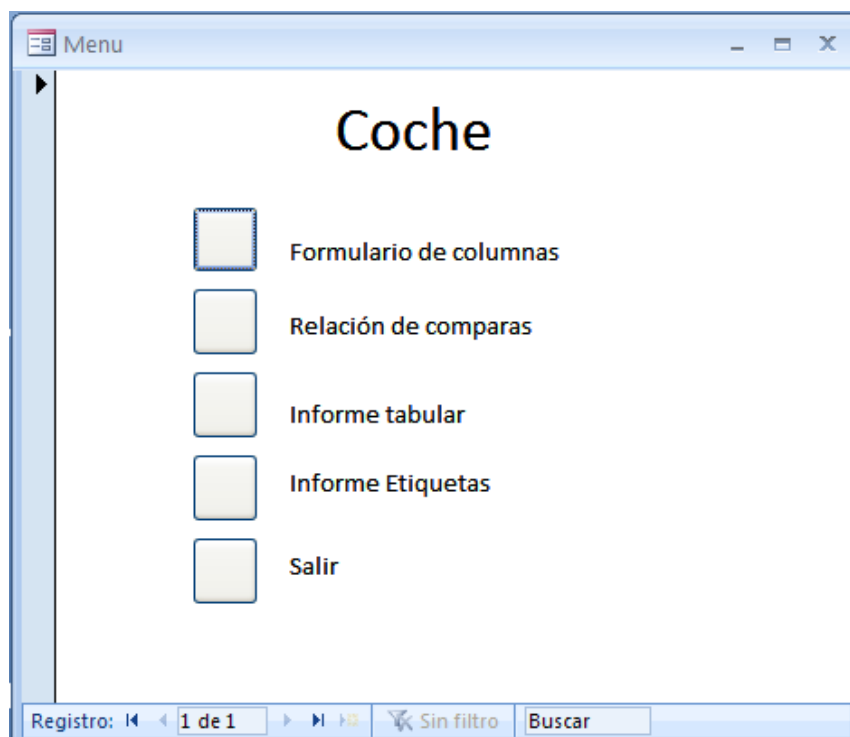 Menu
Coche
Formulario de columnas
Relación de comparas
Informe tabular
Informe Etiquetas
Salir
Registro: 1 de 1 Sin filtro Buscar